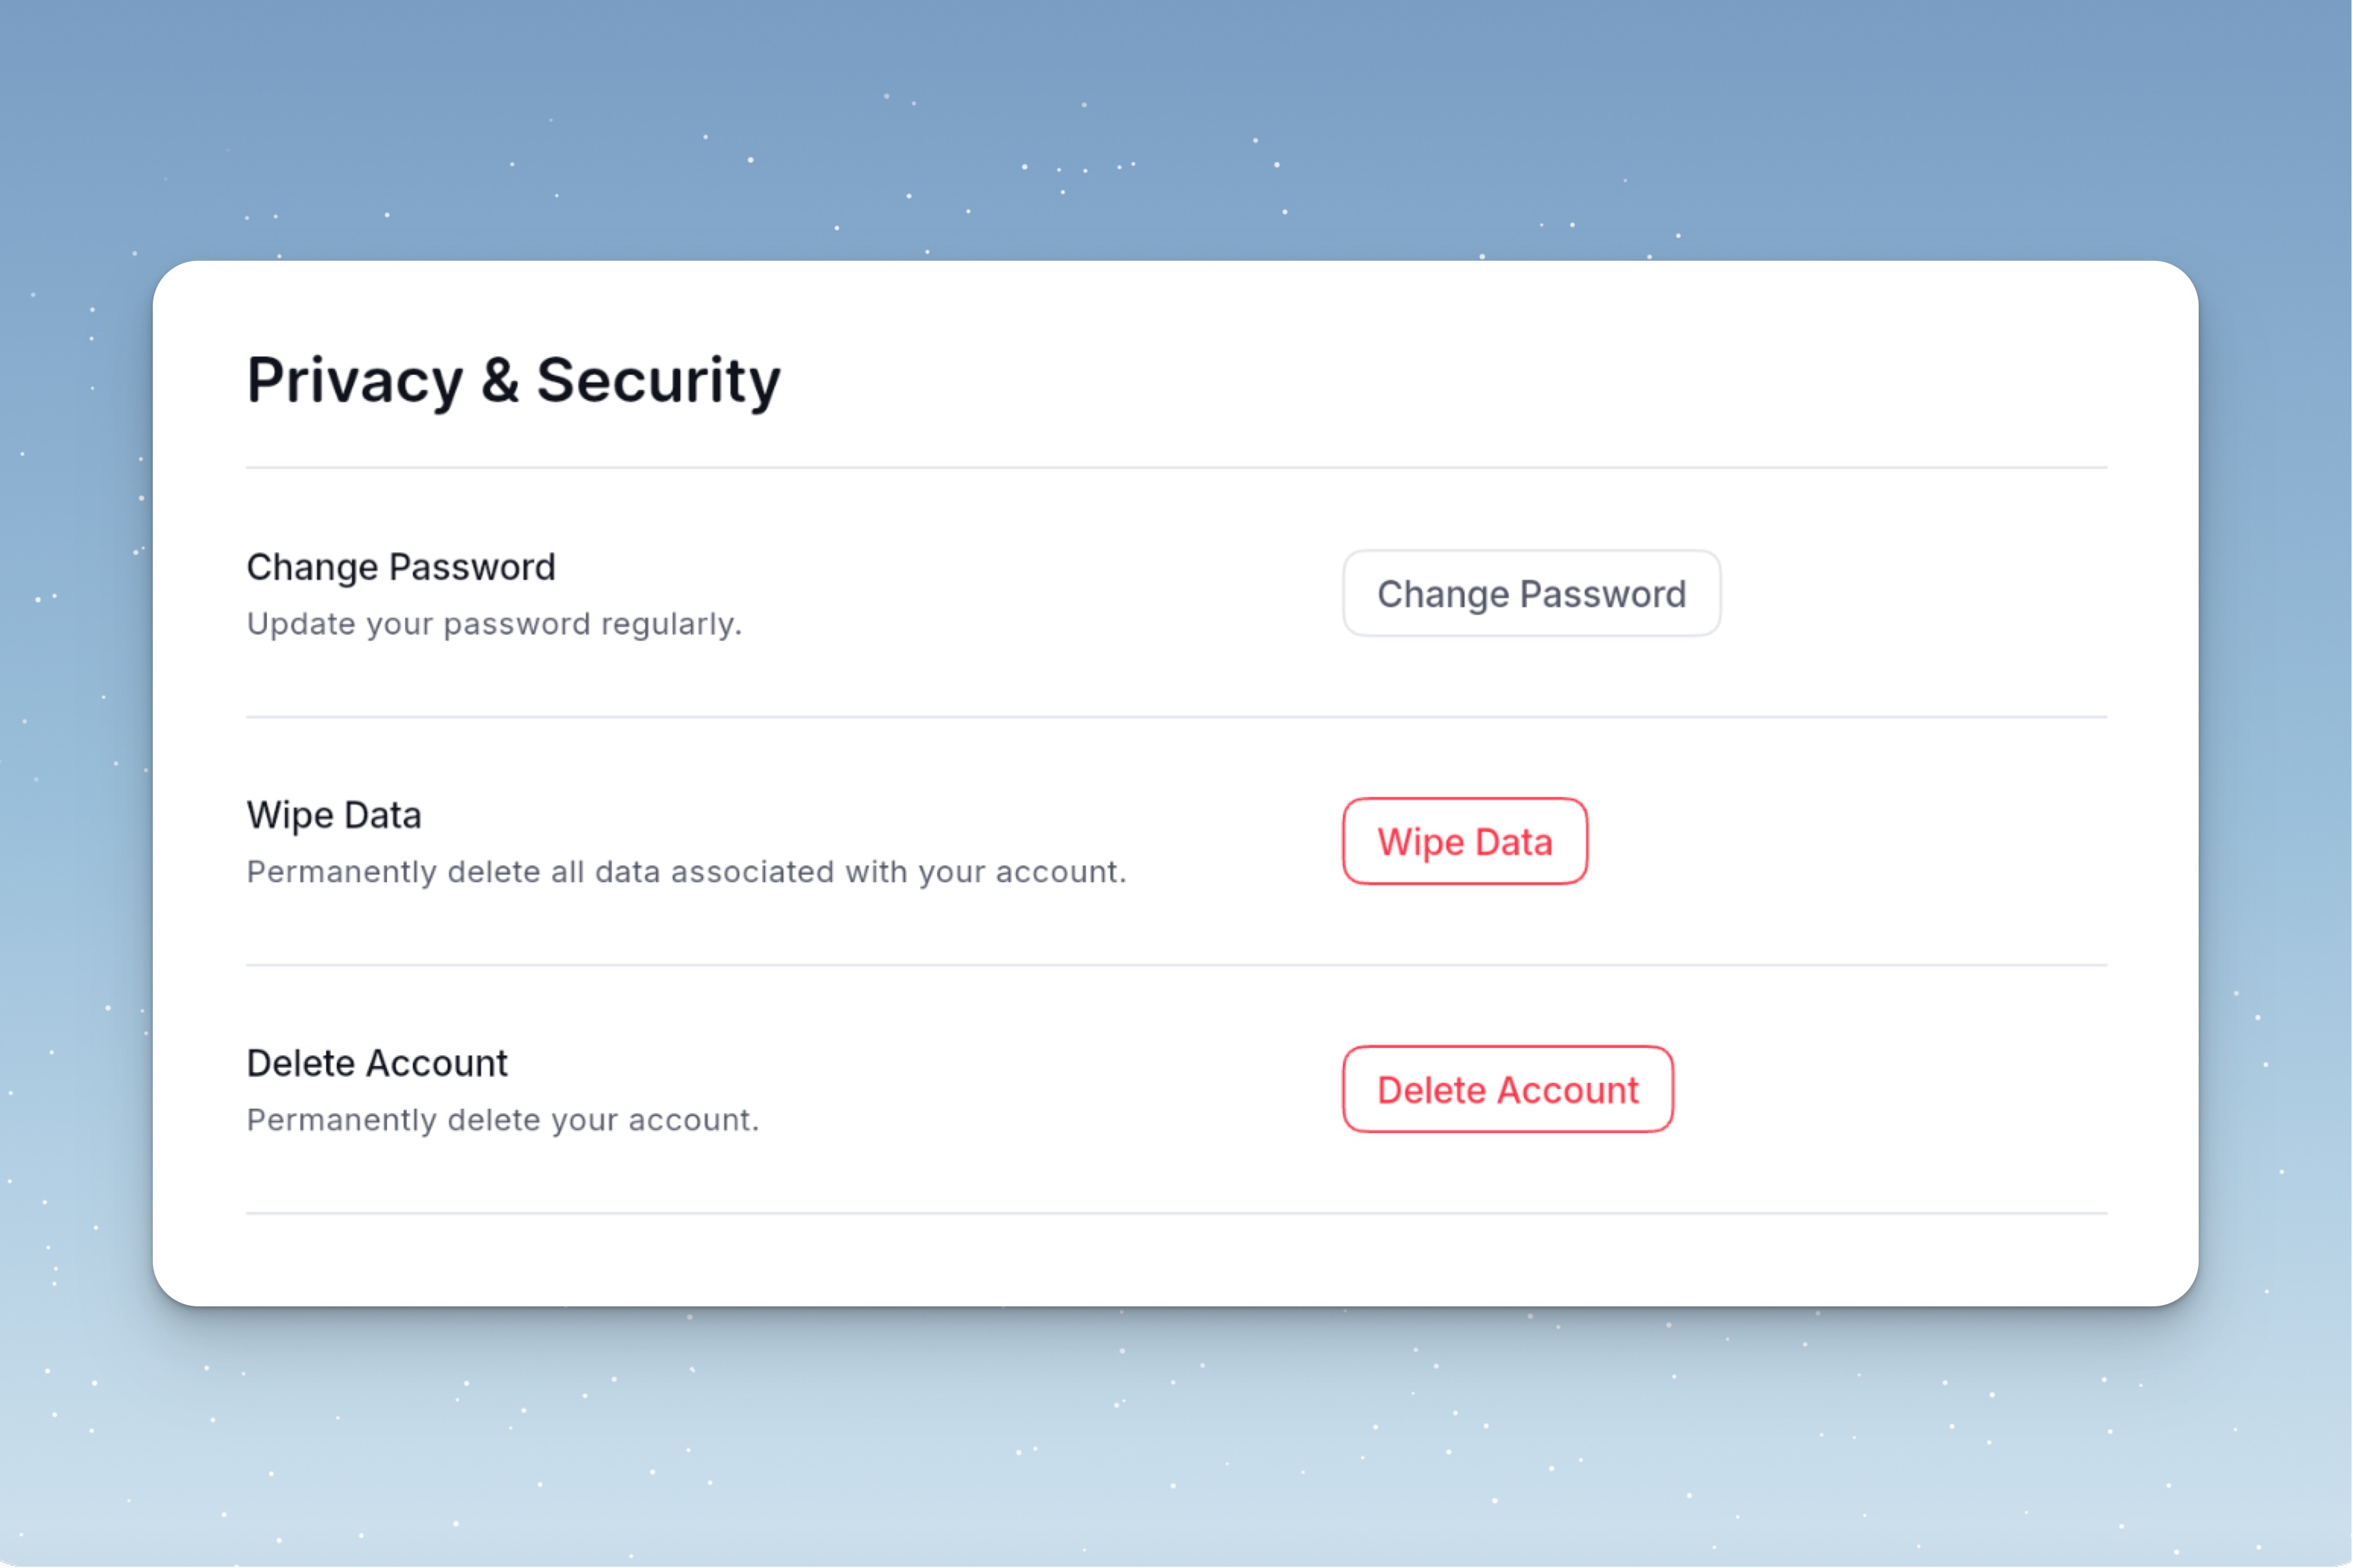 Privacy & Security
Change Password
Update your password regularly.
Change Password
Wipe Data
Permanently delete all data associated with your account.
Wipe Data
Delete Account
Permanently delete your account.
Delete Account